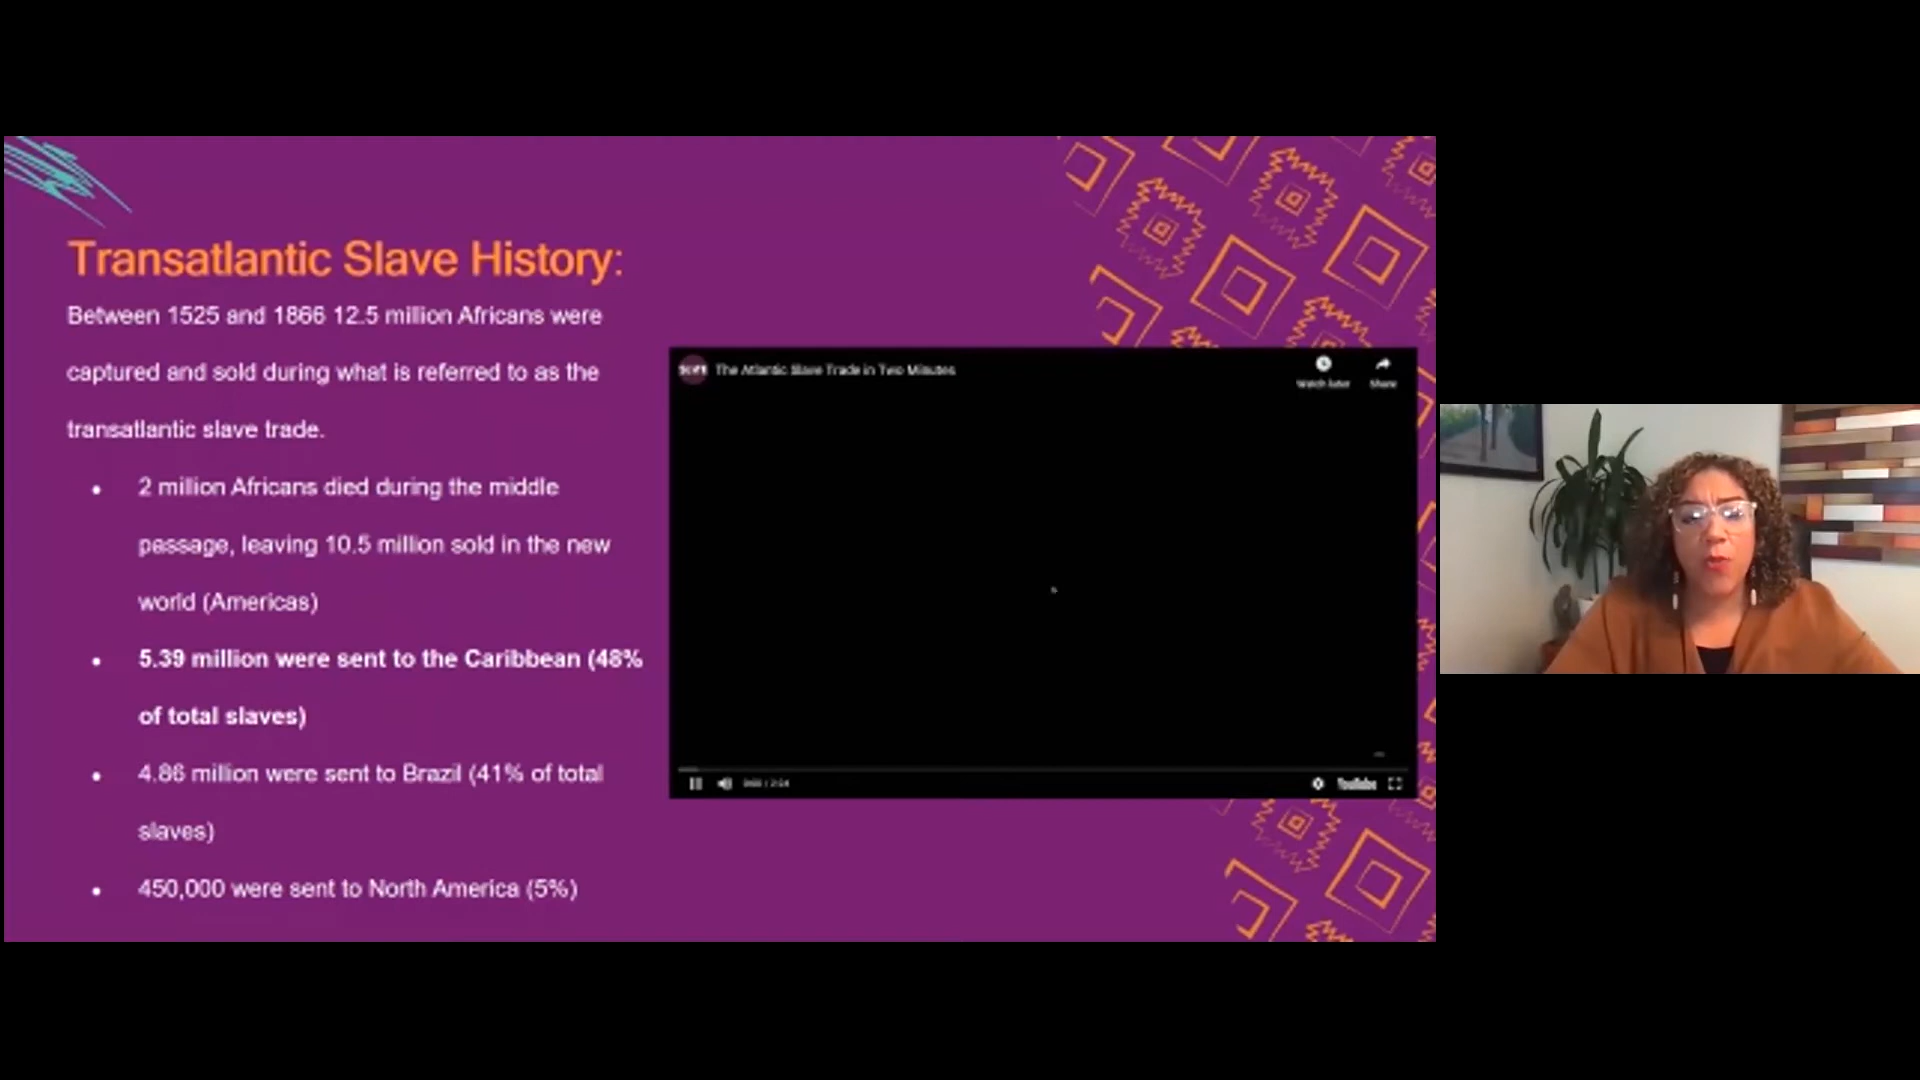 Transatlantic Slave History:
Between 1525 and 1866 12.5 million Africans were
captured and sold during what is referred to as the
transatlantic slave trade.
2 million Africans died during the middle
passage, leaving 10.5 million sold in the new
world (Americas)
5.39 million were sent to the Caribbean (48%
of total slaves)
4.86 million were sent to Brazil (41% of total
slaves)
450,000 were sent to North America (5%)
The Atlantic Slave Trade in Two Minutes
Watch later
Share
YouTube